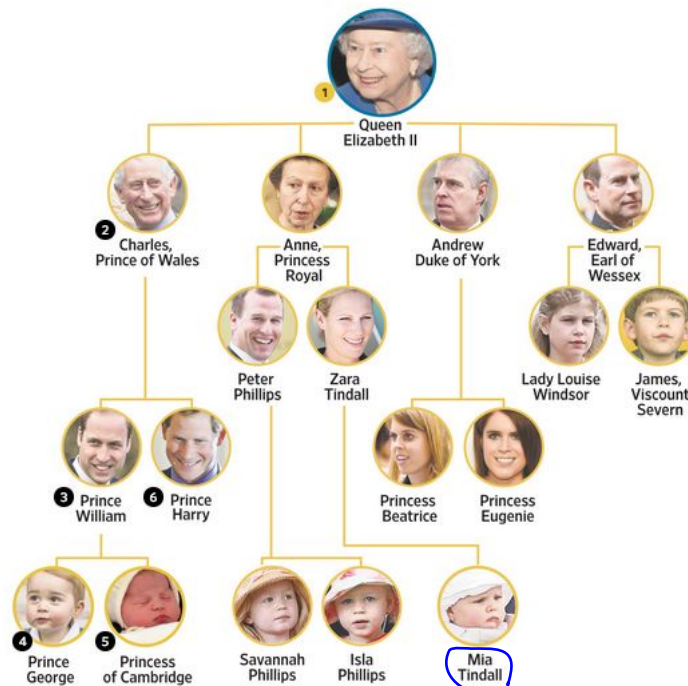 1
Queen
Elizabeth II
2
Charles,
Prince of Wales
Anne,
Princess
Royal
Andrew
Duke of York
Edward,
Earl of
Wessex
Peter
Phillips
Zara
Tindall
Lady Louise
Windsor
James,
Viscount
Severn
3
Prince
William
6
Prince
Harry
Princess
Beatrice
Princess
Eugenie
4
Prince
George
5
Princess
of Cambridge
Savannah
Phillips
Isla
Phillips
Mia
Tindall